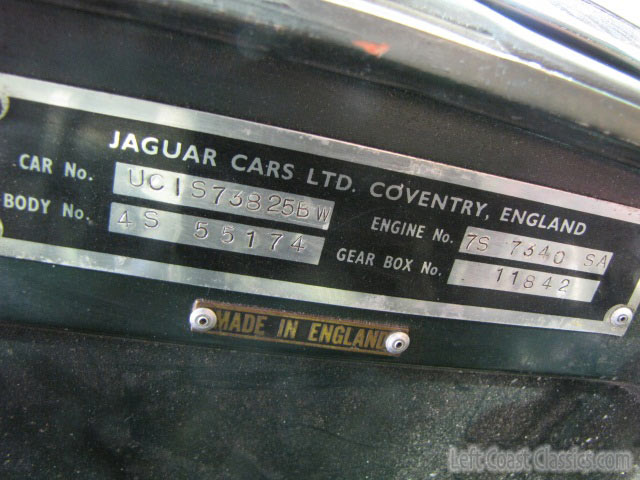 JAGUAR CARS LTD. COVENTRY, ENGLAND
CAR No. UC1S73825BW
BODY No. 4S 55174
ENGINE No. 7S 7340 SA
GEAR BOX No. 11842
MADE IN ENGLAND
Left Coast Classics.com